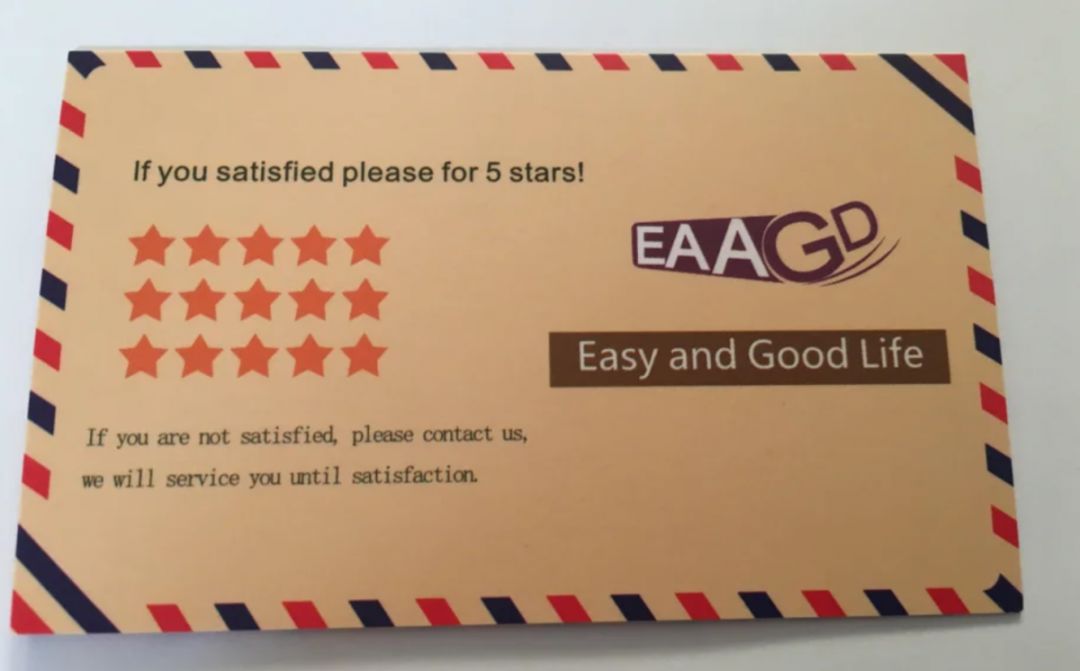 If you satisfied please for 5 stars!
EAAGD
Easy and Good Life
If you are not satisfied, please contact us,
we will service you until satisfaction.